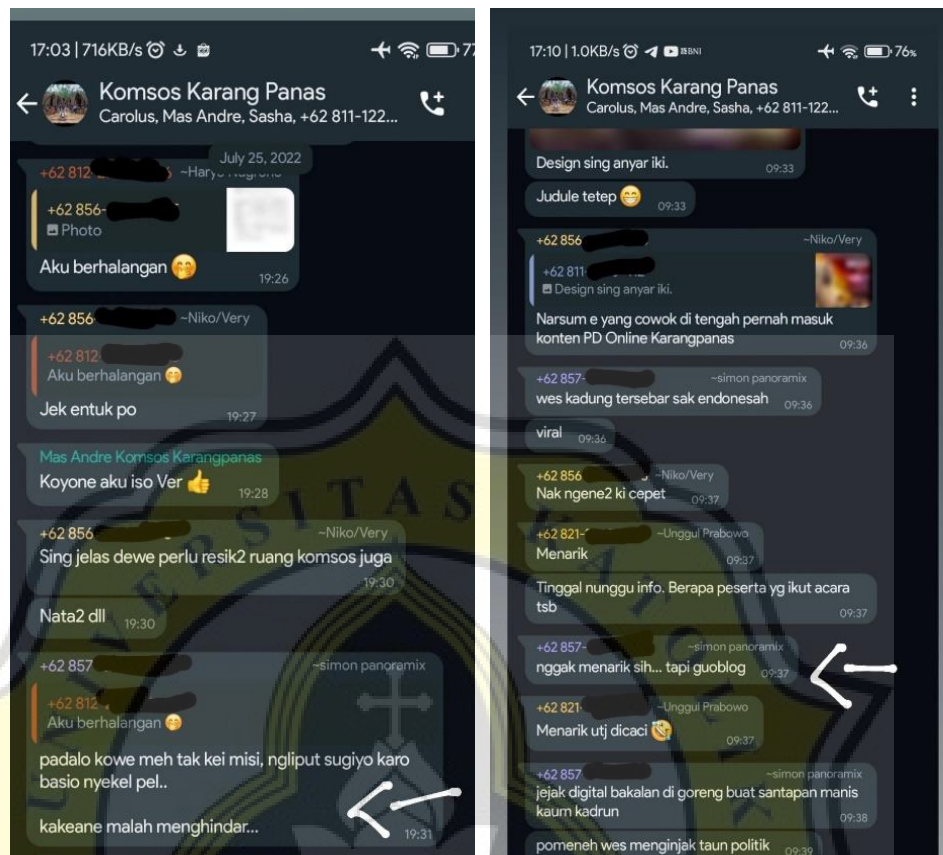 17:03 | 716KB/s
77
Komsos Karang Panas
Carolus, Mas Andre, Sasha, +62 811-122...
July 25, 2022
+62 812
+62 856-
Photo
Aku berhalangan 🤭
19:26
+62 856 ~Niko/Very
+62 812-
Aku berhalangan 🤭
Jek entuk po
19:27
Mas Andre Komsos Karangpanas
Koyone aku iso Ver 👍
19:28
+62 856 ~Niko/Very
Sing jelas dewe perlu resik2 ruang komsos juga
19:30
Nata2 dll
19:30
+62 857 ~simon panoramix
+62 812
Aku berhalangan 🤭
padalo kowe meh tak kei misi, ngliput sugiyo karo
basio nyekel pel..
kakeane malah menghindar...
19:31
UNIVERSITAS KATOLIK
17:10 | 1.0KB/s BNI 76%
Komsos Karang Panas
Carolus, Mas Andre, Sasha, +62 811-122...
Design sing anyar iki.
09:33
Judule tetep 😁
09:33
+62 856 ~Niko/Very
+62 811-
Design sing anyar iki.
Narsum e yang cowok di tengah pernah masuk
konten PD Online Karangpanas
09:36
+62 857- ~simon panoramix
wes kadung tersebar sak endonesah
09:36
viral
09:36
+62 856 ~Niko/Very
Nak ngene2 ki cepet
09:37
+62 821- ~Unggul Prabowo
Menarik
09:37
Tinggal nunggu info. Berapa peserta yg ikut acara
tsb
09:37
+62 857- ~simon panoramix
nggak menarik sih... tapi guoblog
09:37
+62 821- ~Unggul Prabowo
Menarik utj dicaci 🤣
09:37
+62 857 ~simon panoramix
jejak digital bakalan di goreng buat santapan manis
kaum kadrun
09:38
pomeneh wes menginjak taun politik
09:39